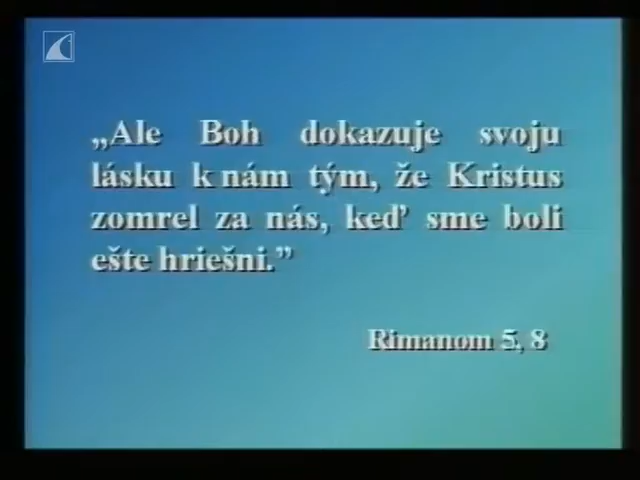 „Ale Boh dokazuje svoju
lásku k nám tým, že Kristus
zomrel za nás, keď sme boli
ešte hriešni.”
Rimanom 5, 8